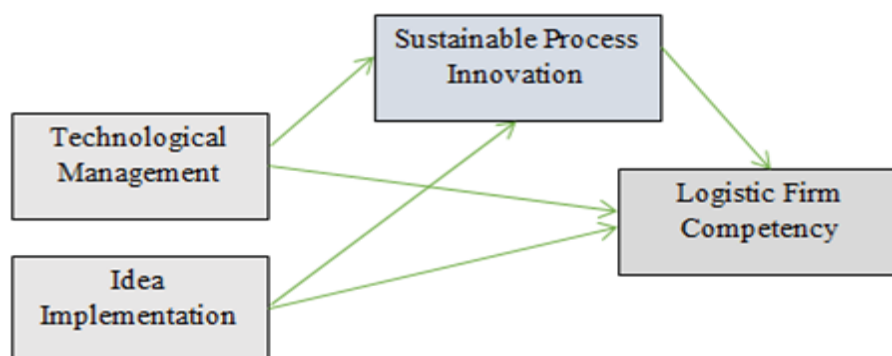 Sustainable Process
Innovation
Technological
Management
Logistic Firm
Competency
Idea
Implementation